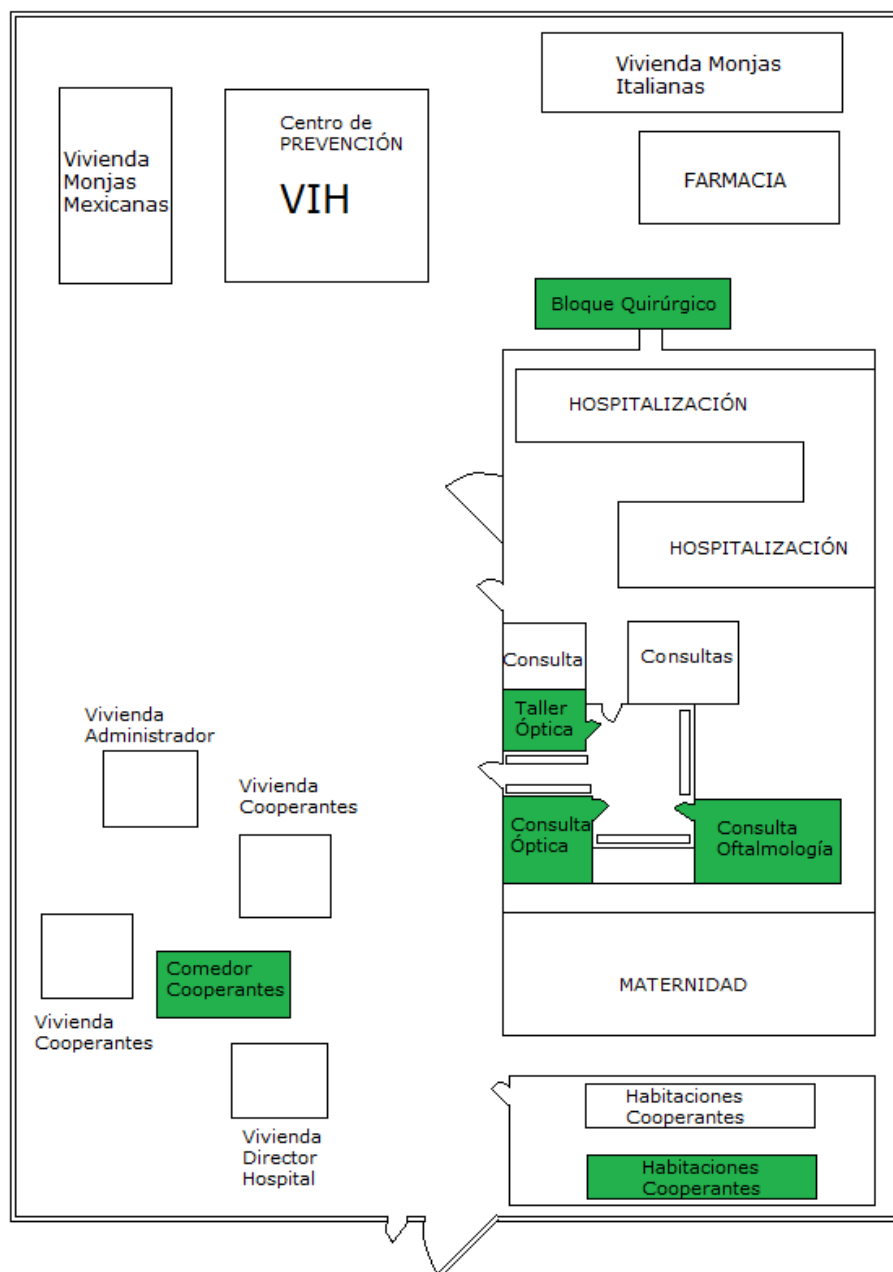 Vivienda Monjas
Italianas
Vivienda
Monjas
Mexicanas
Centro de
PREVENCIÓN
VIH
FARMACIA
Bloque Quirúrgico
HOSPITALIZACIÓN
HOSPITALIZACIÓN
Consulta
Consultas
Taller
Óptica
Vivienda
Administrador
Vivienda
Cooperantes
Consulta
Óptica
Consulta
Oftalmología
Comedor
Cooperantes
Vivienda
Cooperantes
MATERNIDAD
Vivienda
Director
Hospital
Habitaciones
Cooperantes
Habitaciones
Cooperantes